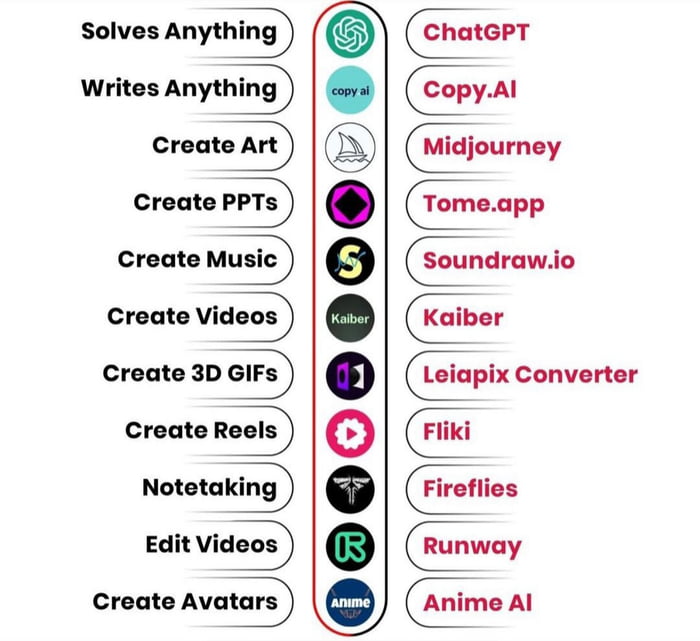 Solves Anything ChatGPT
Writes Anything copy ai Copy.AI
Create Art Midjourney
Create PPTs Tome.app
Create Music S Soundraw.io
Create Videos Kaiber Kaiber
Create 3D GIFs Leiapix Converter
Create Reels Fliki
Notetaking Fireflies
Edit Videos R Runway
Create Avatars Anime Anime AI